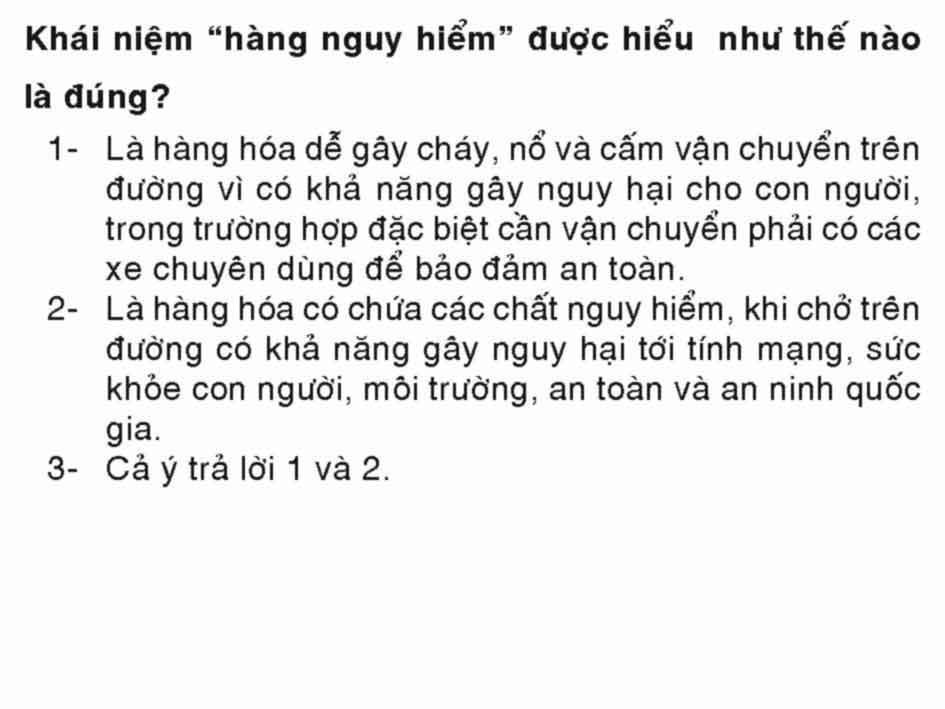 Khái niệm “hàng nguy hiểm” được hiểu như thế nào
là đúng?
1- Là hàng hóa dễ gây cháy, nổ và cấm vận chuyển trên
đường vì có khả năng gây nguy hại cho con người,
trong trường hợp đặc biệt cần vận chuyển phải có các
xe chuyên dùng để bảo đảm an toàn.
2- Là hàng hóa có chứa các chất nguy hiểm, khi chở trên
đường có khả năng gây nguy hại tới tính mạng, sức
khỏe con người, môi trường, an toàn và an ninh quốc
gia.
3- Cả ý trả lời 1 và 2.